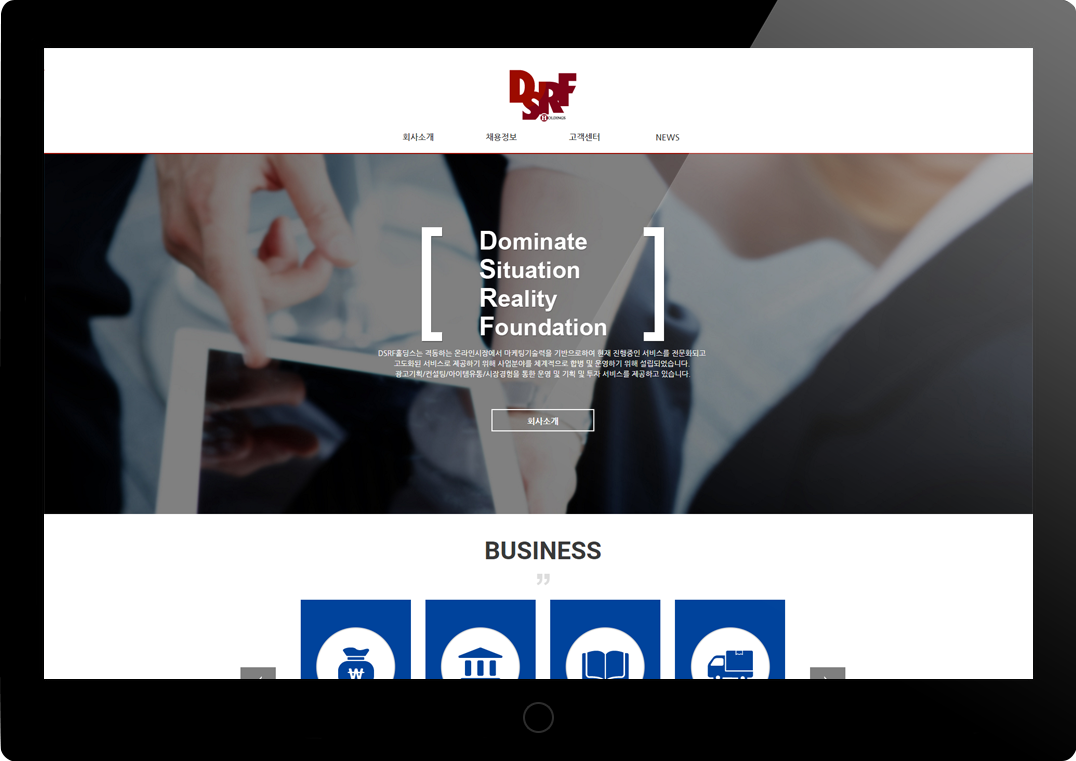 DSRF
HOLDINGS
회사소개 채용정보 고객센터 NEWS
Dominate
Situation
Reality
Foundation
DSRF홀딩스는 격동하는 온라인시장에서 마케팅기술력을 기반으로하여 현재 진행중인 서비스를 전문화되고
고도화된 서비스로 제공하기 위해 사업분야를 체계적으로 합병 및 운영하기 위해 설립되었습니다.
광고기획/컨설팅/아이템유통/시장경험을 통한 운영 및 기획 및 투자 서비스를 제공하고 있습니다.
회사소개
BUSINESS
”
₩